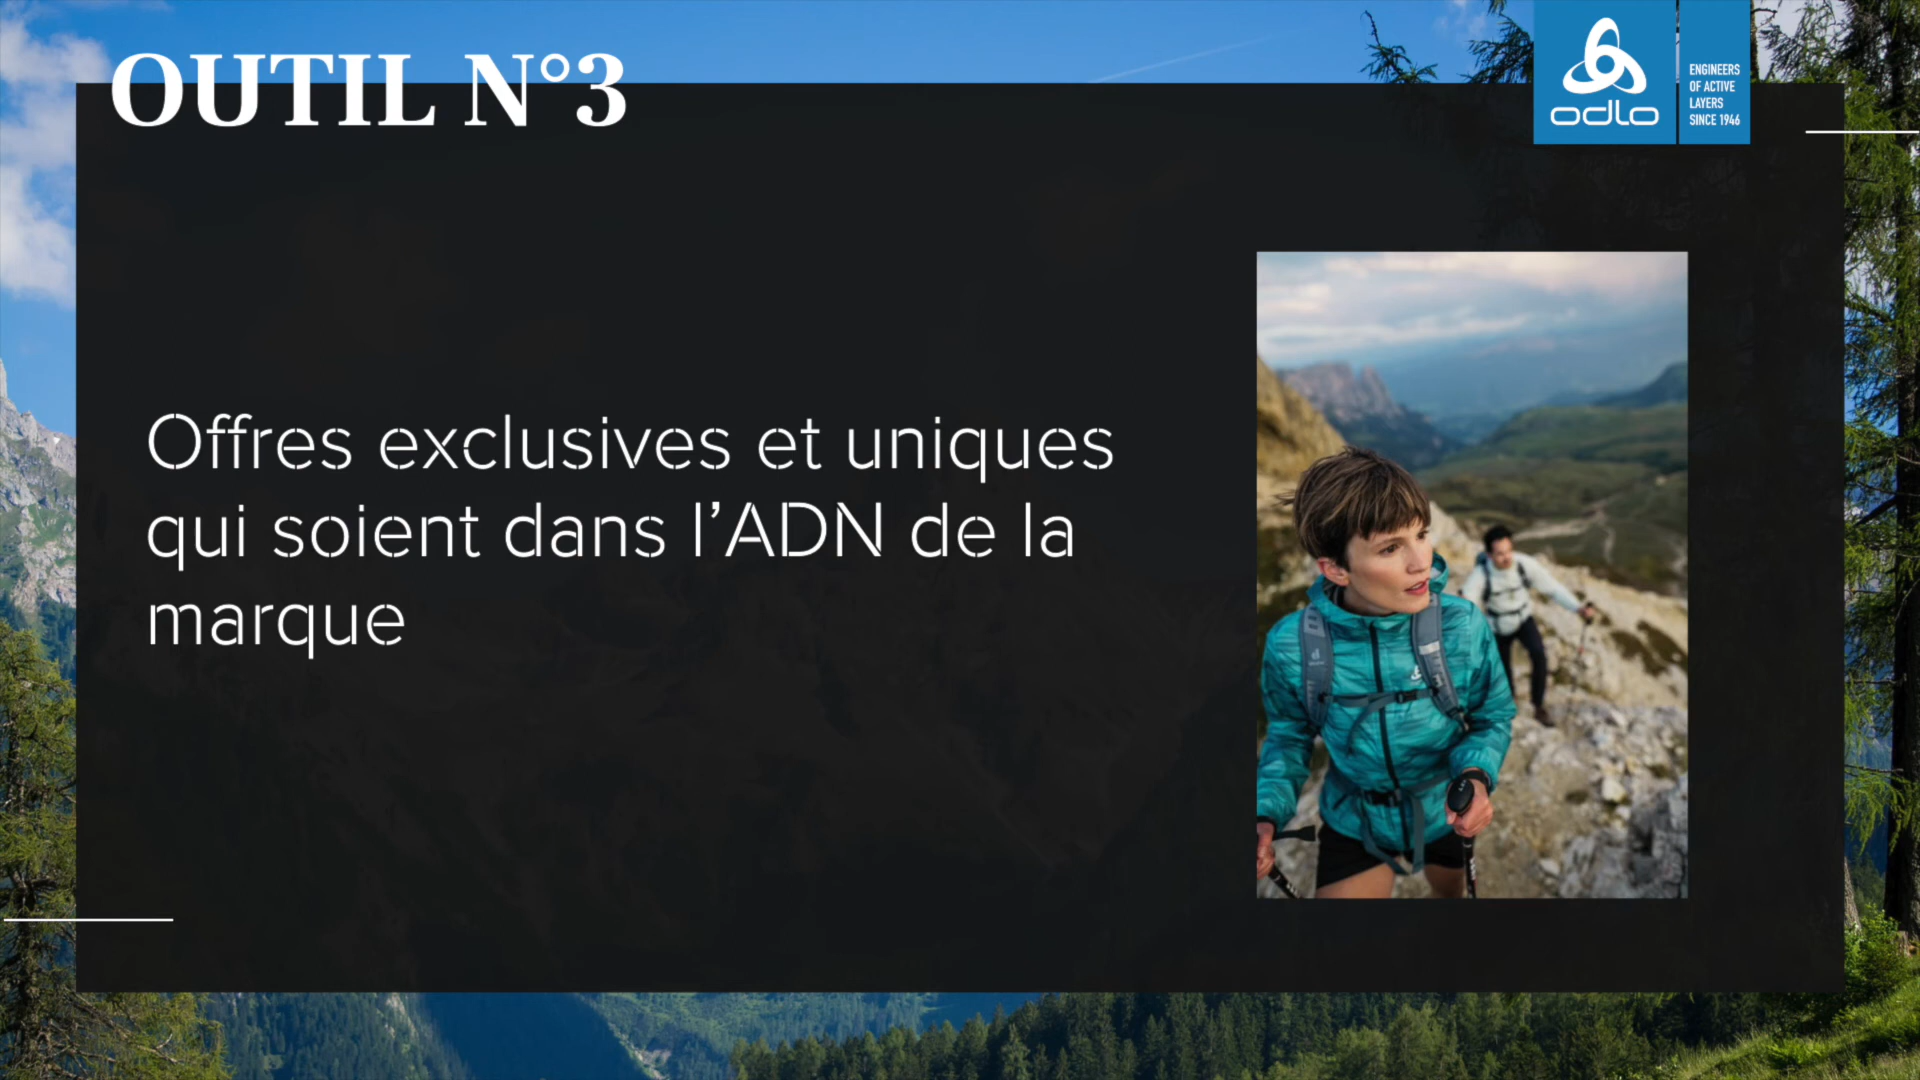 OUTIL N°3
odlo
ENGINEERS
OF ACTIVE
LAYERS
SINCE 1946
Offres exclusives et uniques
qui soient dans l’ADN de la
marque